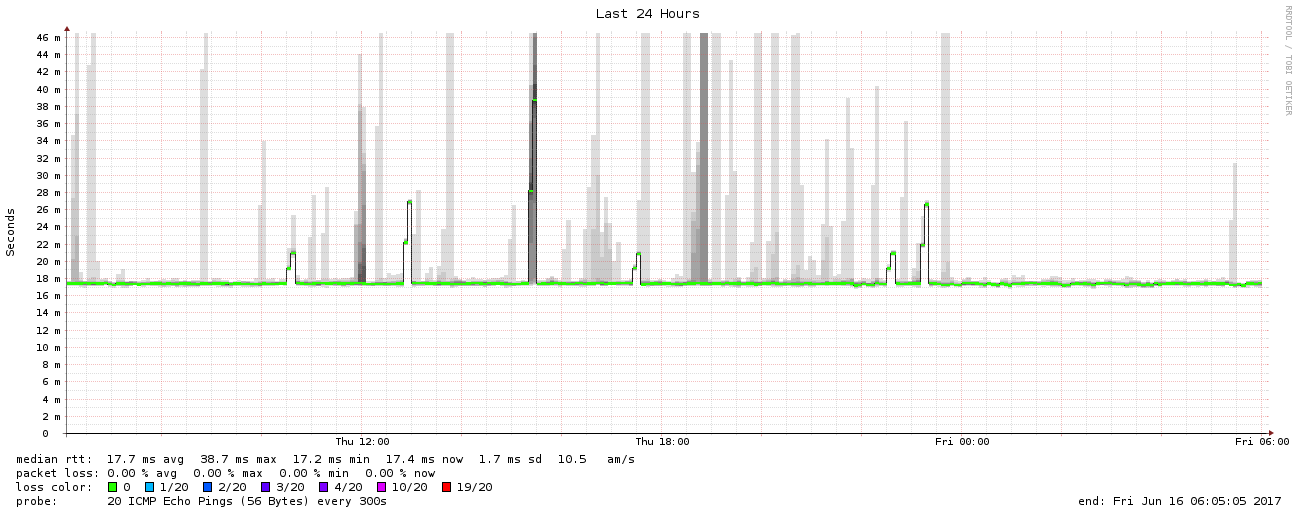 Last 24 Hours
RRDTOOL / TOBI OETIKER
Seconds
46 m
44 m
42 m
40 m
38 m
36 m
34 m
32 m
30 m
28 m
26 m
24 m
22 m
20 m
18 m
16 m
14 m
12 m
10 m
8 m
6 m
4 m
2 m
0
Thu 12:00 Thu 18:00 Fri 00:00 Fri 06:00
median rtt: 17.7 ms avg 38.7 ms max 17.2 ms min 17.4 ms now 1.7 ms sd 10.5 am/s
packet loss: 0.00 % avg 0.00 % max 0.00 % min 0.00 % now
loss color: 0 1/20 2/20 3/20 4/20 10/20 19/20
probe: 20 ICMP Echo Pings (56 Bytes) every 300s end: Fri Jun 16 06:05:05 2017